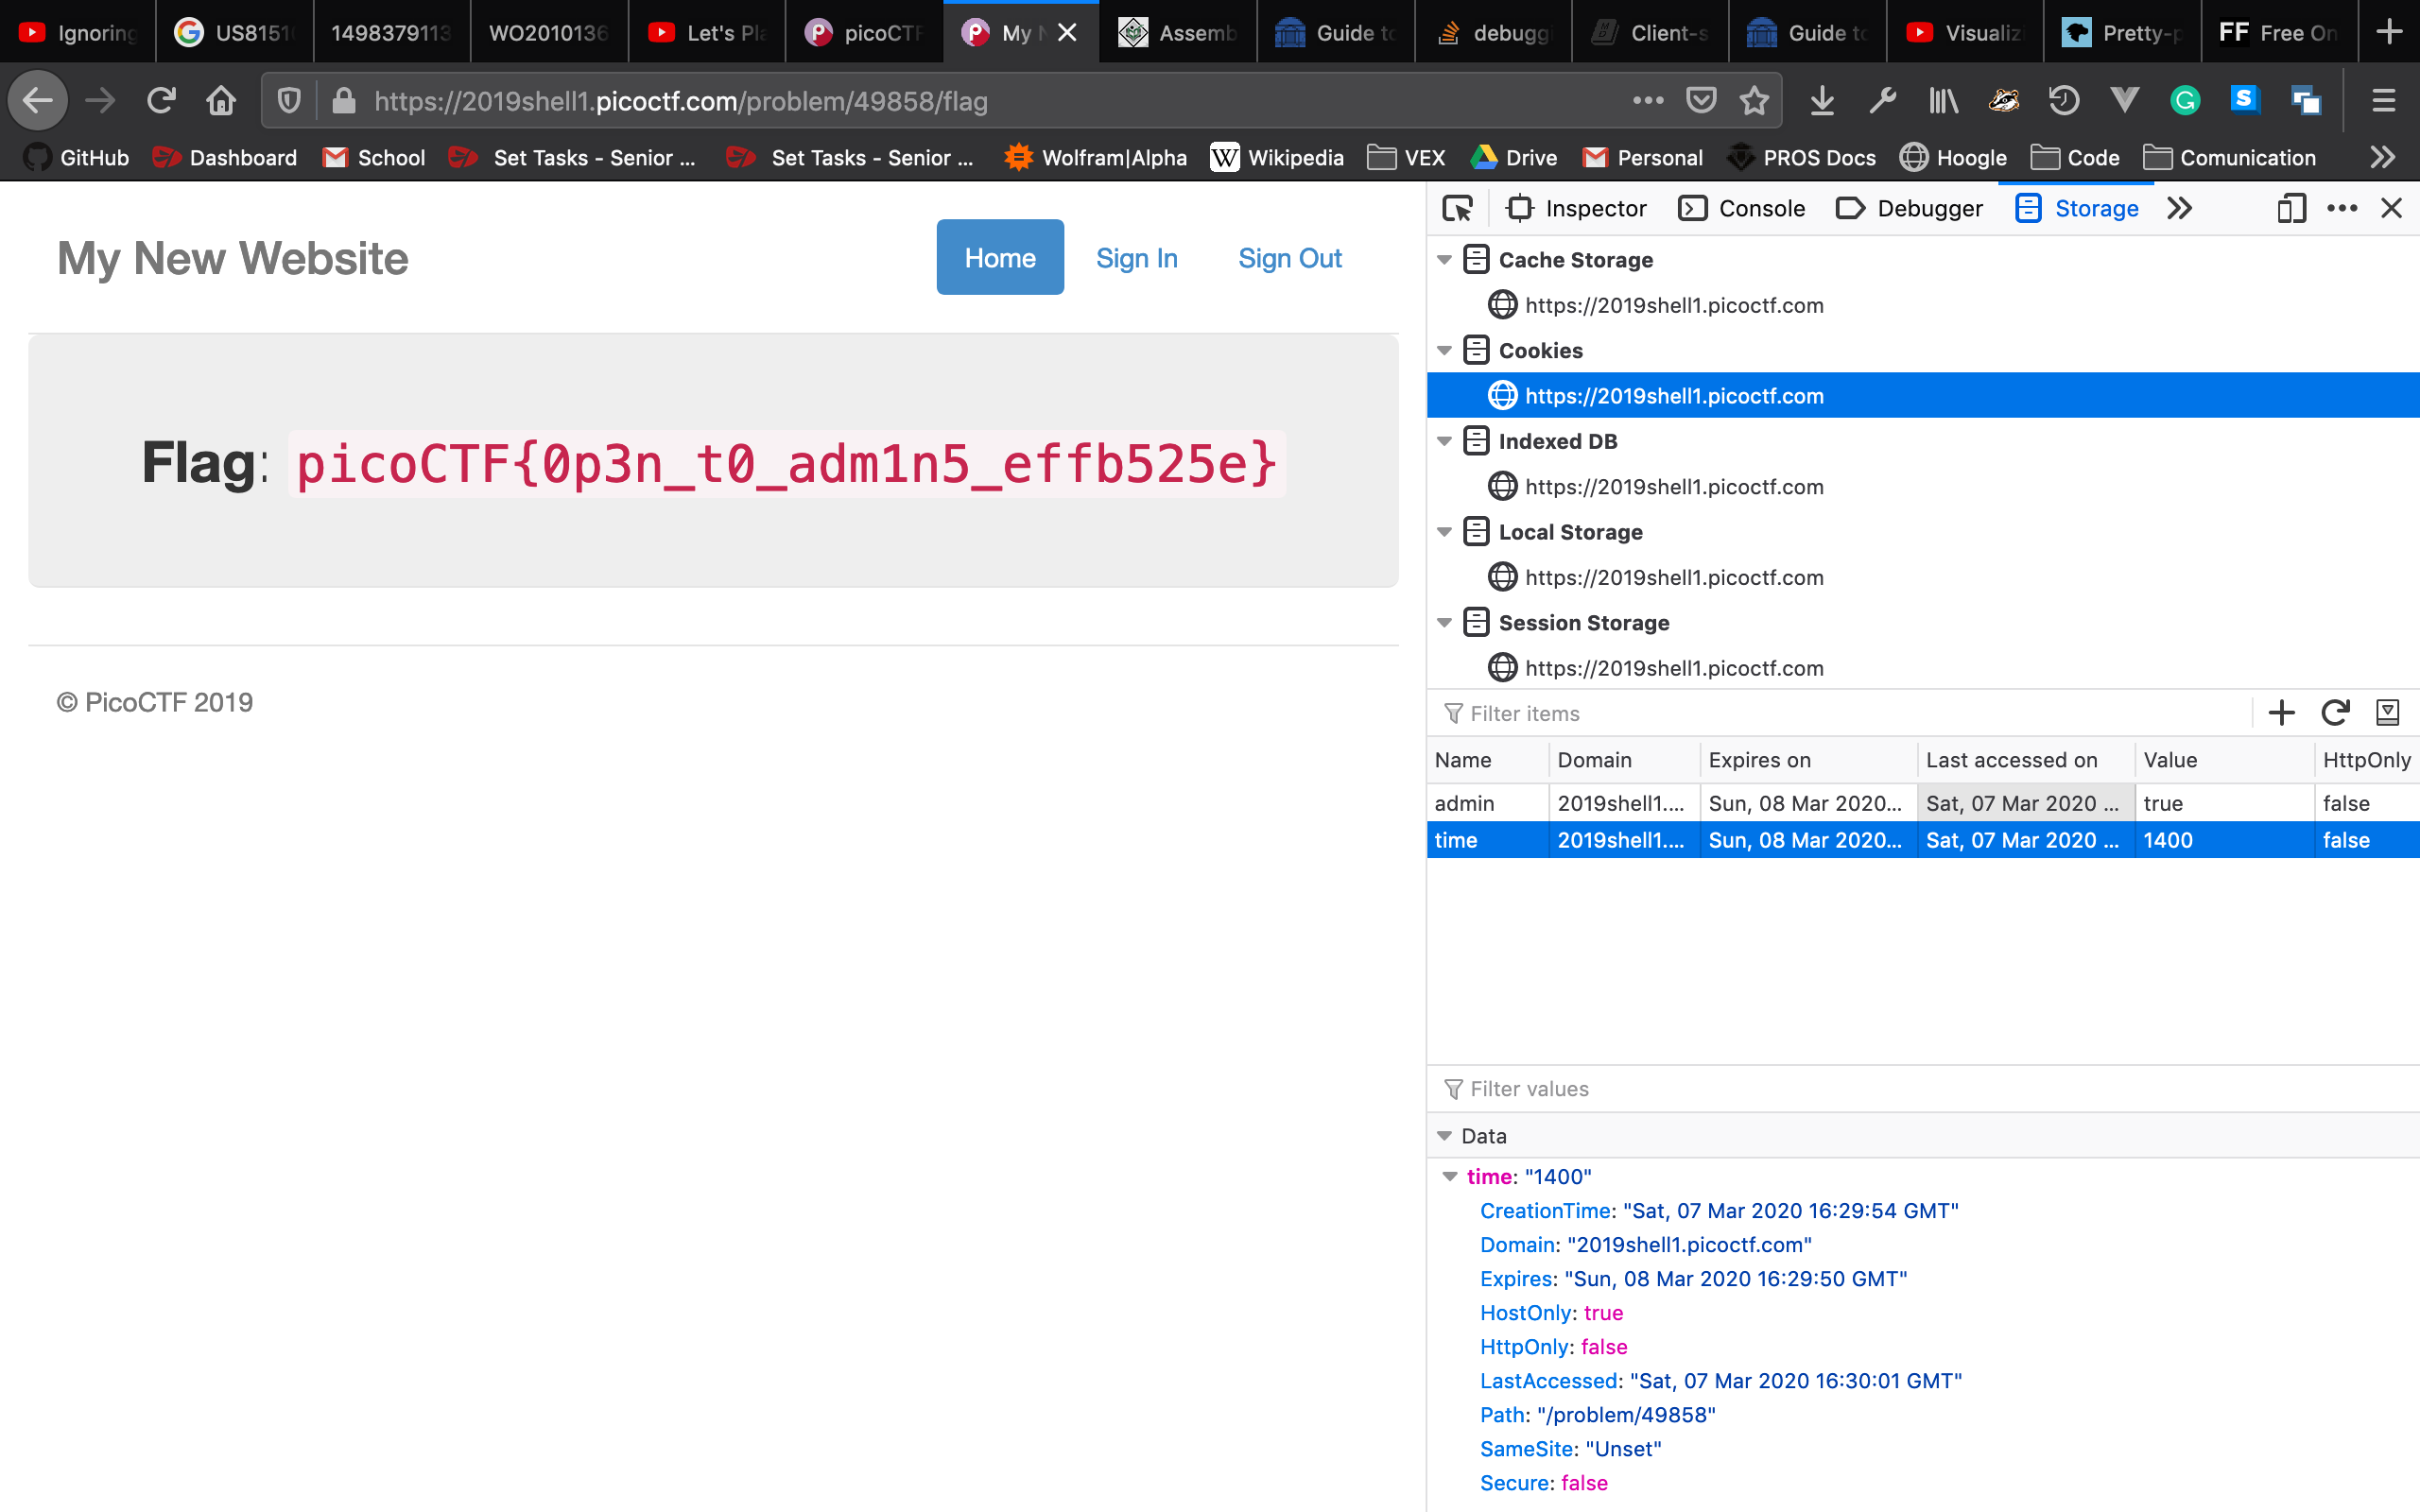 Ignoring US8151 1498379113 WO2010136 Let's Pla picoCTF My N Assemb Guide to debuggi Client-s Guide to Visualizi Pretty-p FF Free On
https://2019shell1.picoctf.com/problem/49858/flag
GitHub Dashboard School Set Tasks - Senior ... Set Tasks - Senior ... Wolfram|Alpha Wikipedia VEX Drive Personal PROS Docs Hoogle Code Comunication
My New Website Home Sign In Sign Out
Flag: picoCTF{0p3n_t0_adm1n5_effb525e}
© PicoCTF 2019
Inspector Console Debugger Storage
Cache Storage
https://2019shell1.picoctf.com
Cookies
https://2019shell1.picoctf.com
Indexed DB
https://2019shell1.picoctf.com
Local Storage
https://2019shell1.picoctf.com
Session Storage
https://2019shell1.picoctf.com
Filter items
Name Domain Expires on Last accessed on Value HttpOnly
admin 2019shell1.... Sun, 08 Mar 2020... Sat, 07 Mar 2020 ... true false
time 2019shell1.... Sun, 08 Mar 2020... Sat, 07 Mar 2020 ... 1400 false
Filter values
Data
time: "1400"
CreationTime: "Sat, 07 Mar 2020 16:29:54 GMT"
Domain: "2019shell1.picoctf.com"
Expires: "Sun, 08 Mar 2020 16:29:50 GMT"
HostOnly: true
HttpOnly: false
LastAccessed: "Sat, 07 Mar 2020 16:30:01 GMT"
Path: "/problem/49858"
SameSite: "Unset"
Secure: false